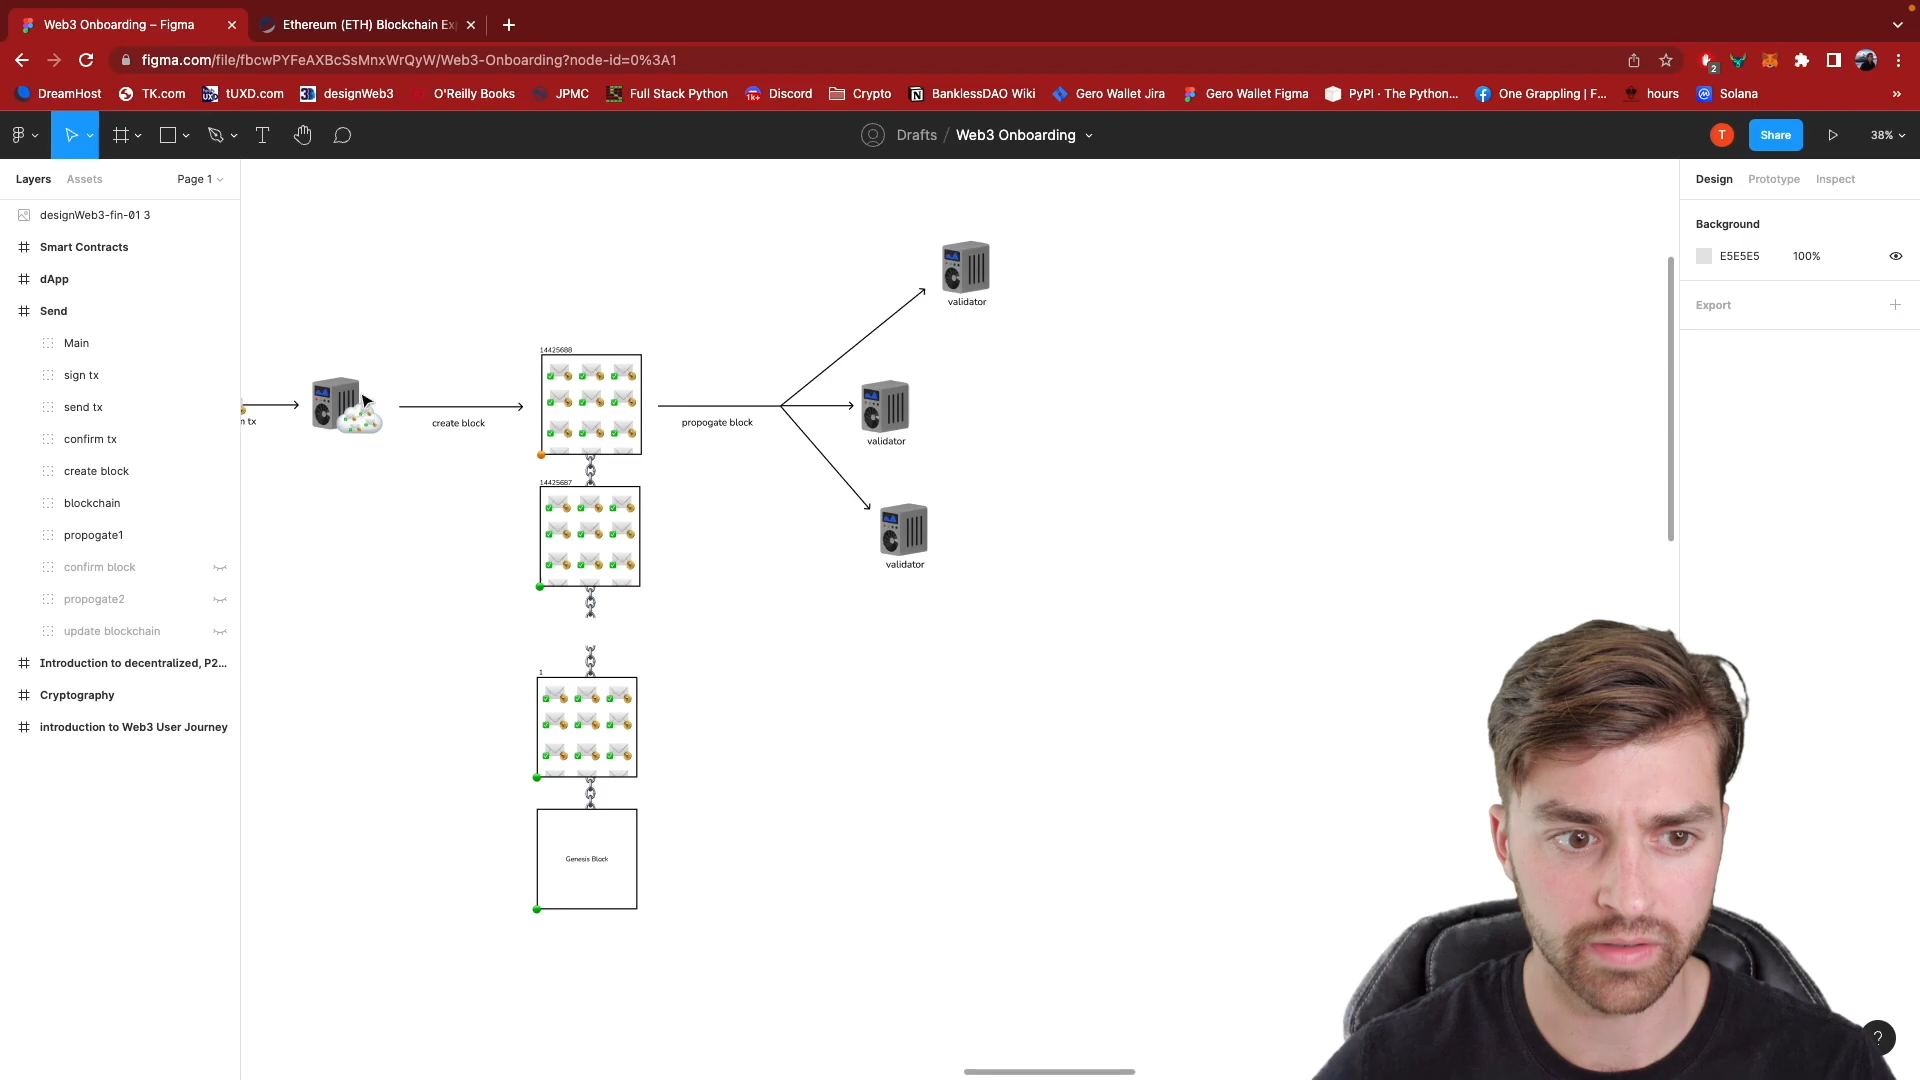 Web3 Onboarding – Figma
Ethereum (ETH) Blockchain Ex
figma.com/file/fbcwPYFeAXBcSsMnxWrQyW/Web3-Onboarding?node-id=0%3A1
2
DreamHost TK.com tUXD.com designWeb3 O'Reilly Books JPMC Full Stack Python Discord Crypto BanklessDAO Wiki Gero Wallet Jira Gero Wallet Figma PyPI · The Python... One Grappling | F... hours Solana »
1k+
Drafts / Web3 Onboarding
T
Share
38%
Layers Assets Page 1
designWeb3-fin-01 3
Smart Contracts
dApp
Send
Main
sign tx
send tx
confirm tx
create block
blockchain
propogate1
confirm block
propogate2
update blockchain
Introduction to decentralized, P2...
Cryptography
introduction to Web3 User Journey
tx
create block
14425688
propogate block
validator
validator
validator
14425687
1
Genesis Block
Design Prototype Inspect
Background
E5E5E5 100%
Export
?